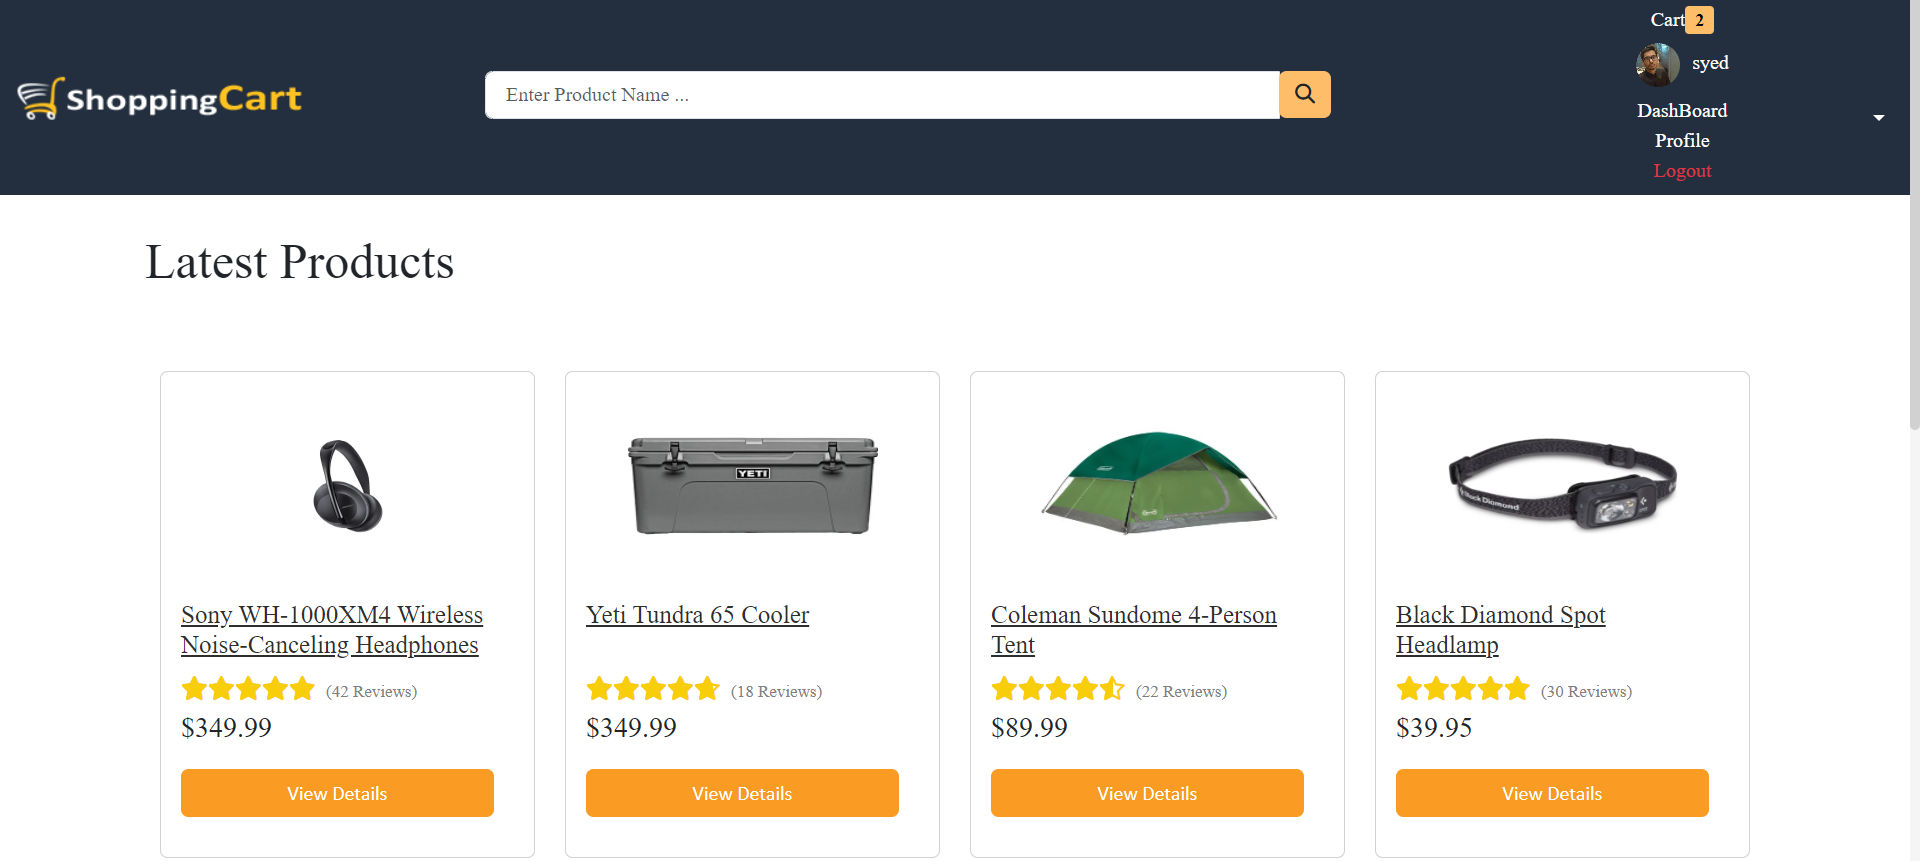 Cart 2
syed
ShoppingCart
Enter Product Name ...
DashBoard
Profile
Logout
Latest Products
YETI
Black Diamond
Sony WH-1000XM4 Wireless
Noise-Canceling Headphones
(42 Reviews)
$349.99
View Details
Yeti Tundra 65 Cooler
(18 Reviews)
$349.99
View Details
Coleman Sundome 4-Person
Tent
(22 Reviews)
$89.99
View Details
Black Diamond Spot
Headlamp
(30 Reviews)
$39.95
View Details